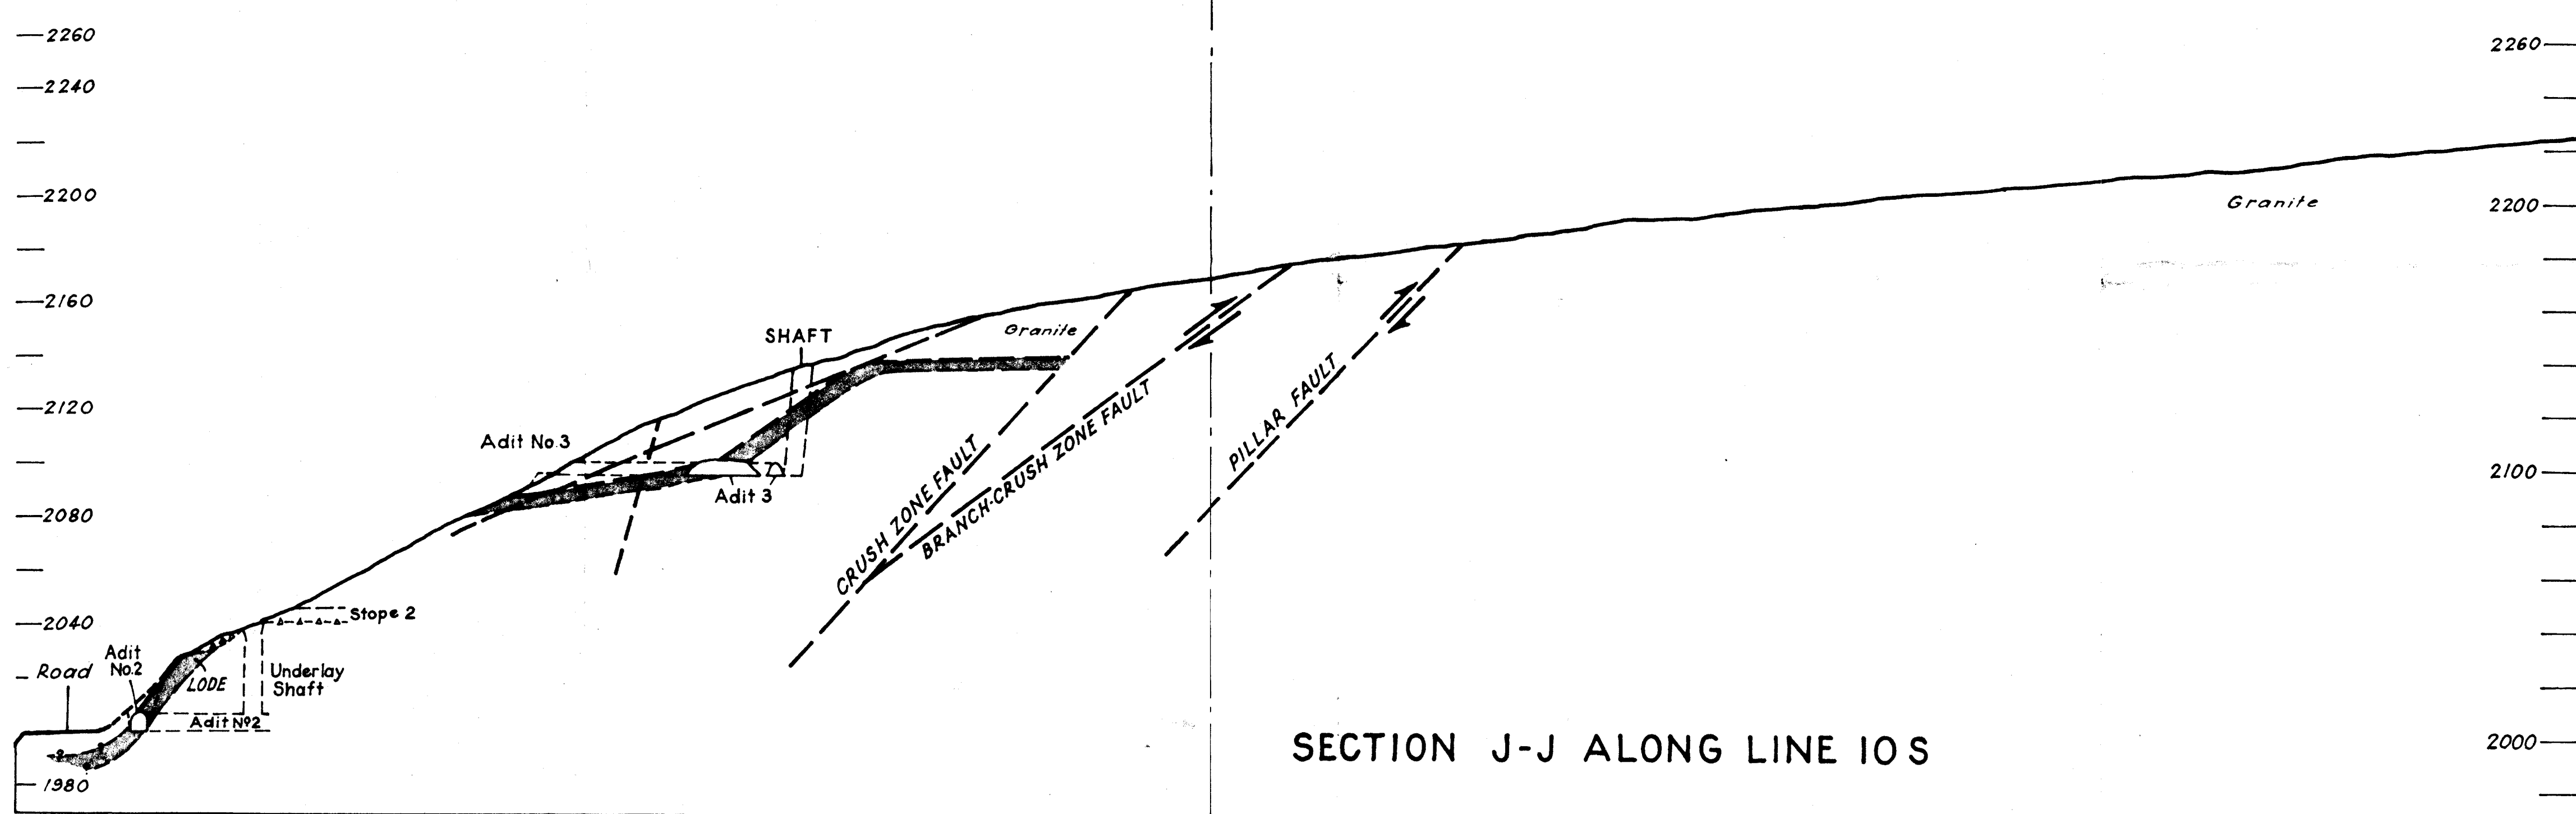 2260
2260
2240
2200
2200
Granite
2160
Granite
SHAFT
PILLAR FAULT
2120
BRANCH-CRUSH ZONE FAULT
CRUSH ZONE FAULT
Adit No.3
2100
Adit 3
2080
2040
Stope 2
Road
Adit
No.2
LODE
Underlay
Shaft
Adit Nº2
?
SECTION J-J ALONG LINE 10 S
2000
1980